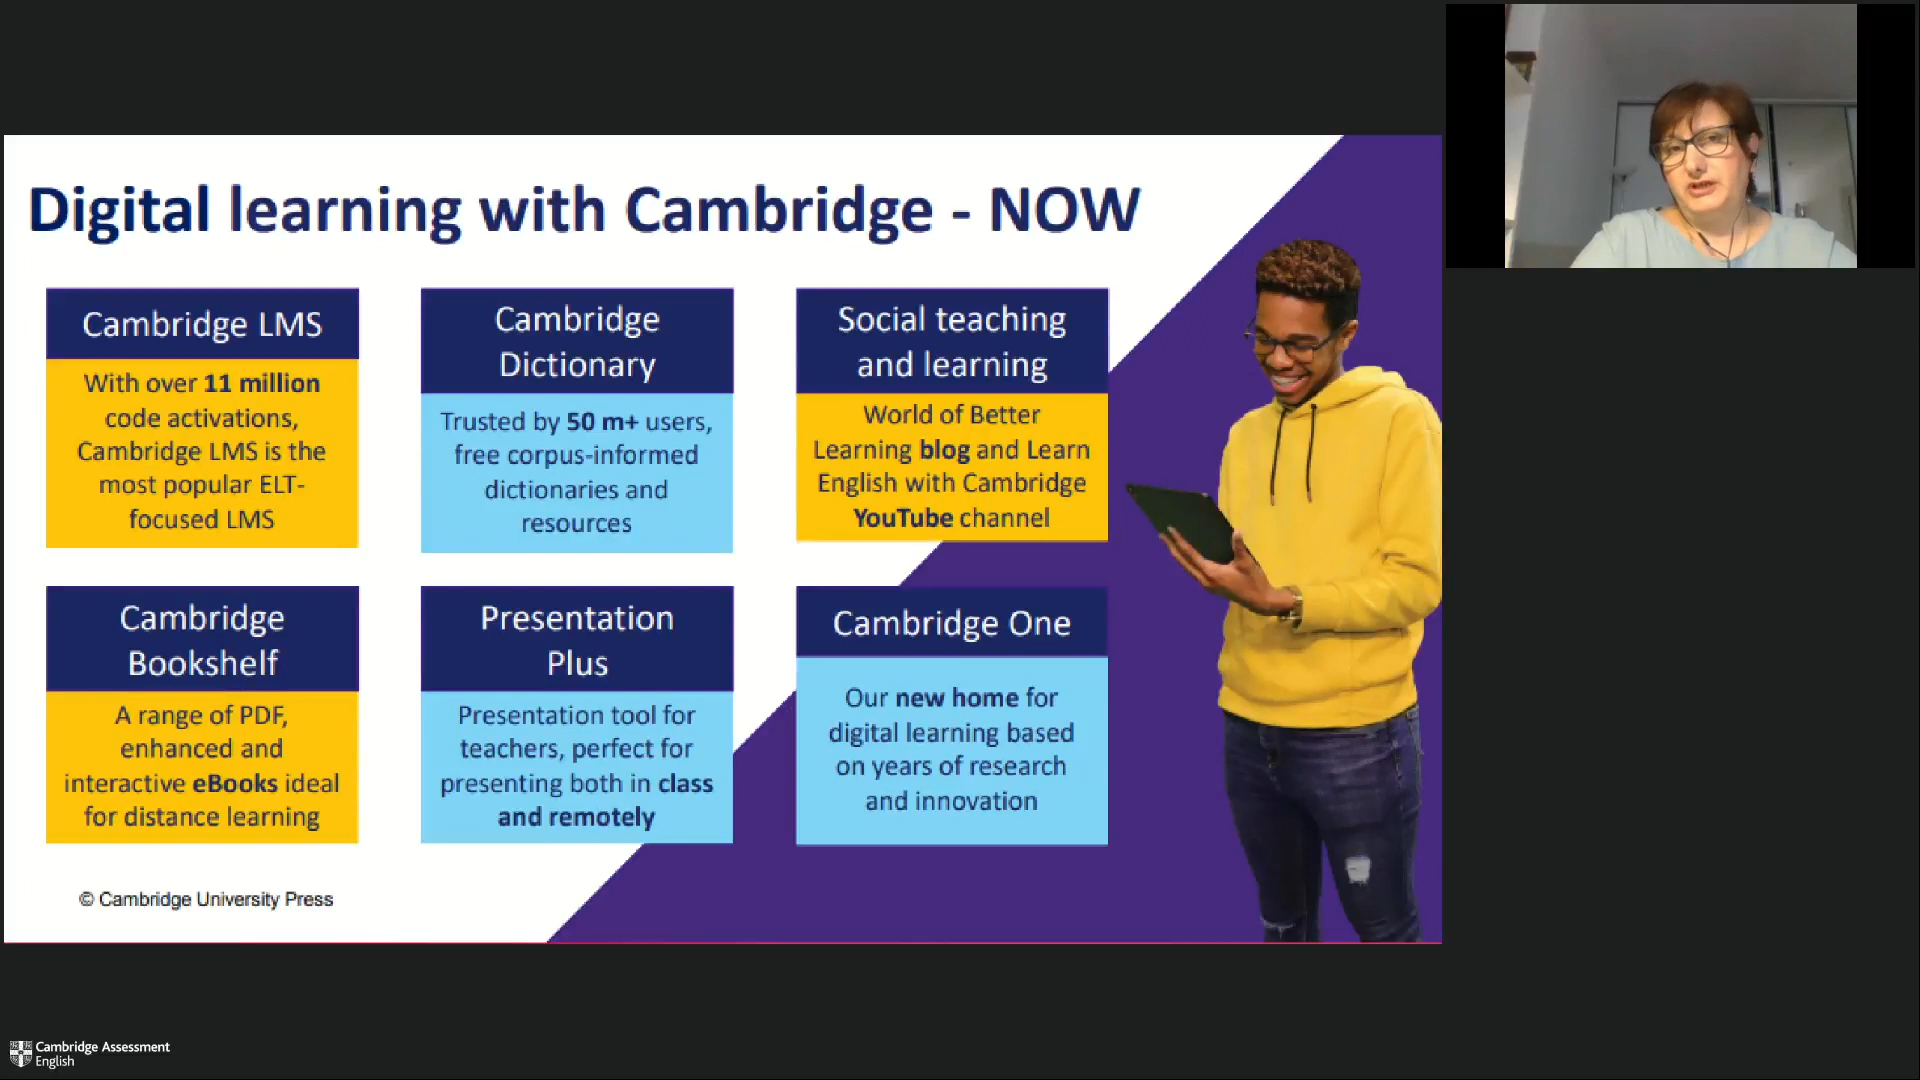 Digital learning with Cambridge - NOW
Cambridge LMS
With over 11 million
code activations,
Cambridge LMS is the
most popular ELT-
focused LMS
Cambridge
Dictionary
Trusted by 50 m+ users,
free corpus-informed
dictionaries and
resources
Social teaching
and learning
World of Better
Learning blog and Learn
English with Cambridge
YouTube channel
Cambridge
Bookshelf
A range of PDF,
enhanced and
interactive eBooks ideal
for distance learning
Presentation
Plus
Presentation tool for
teachers, perfect for
presenting both in class
and remotely
Cambridge One
Our new home for
digital learning based
on years of research
and innovation
© Cambridge University Press
Cambridge Assessment
English